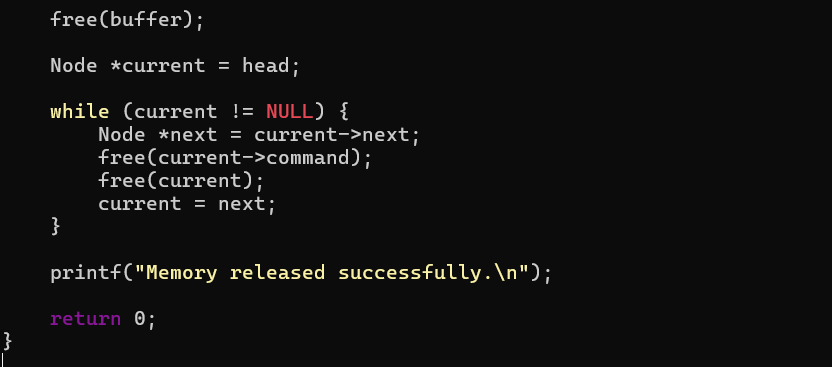 free(buffer);
Node *current = head;
while (current != NULL) {
Node *next = current->next;
free(current->command);
free(current);
current = next;
}
printf("Memory released successfully.\n");
return 0;
}